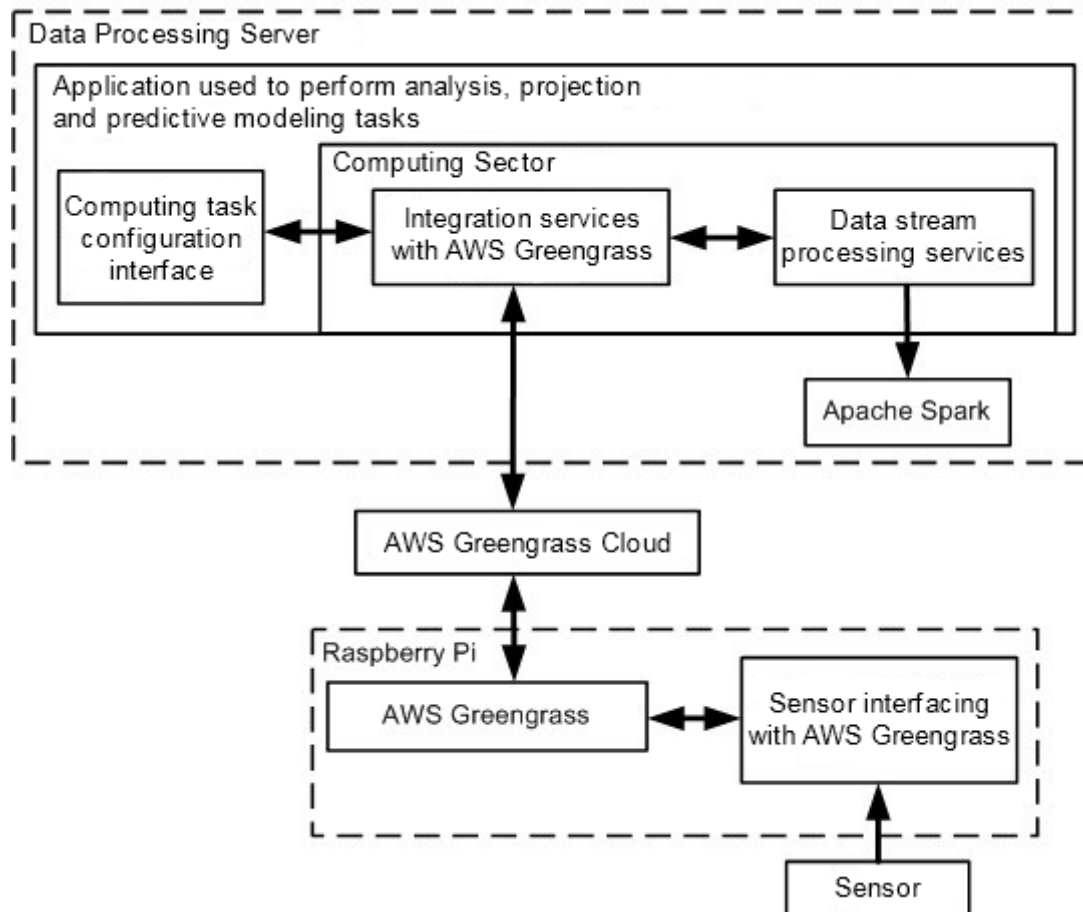 Data Processing Server
Application used to perform analysis, projection
and predictive modeling tasks
Computing Sector
Computing task
configuration
interface
Integration services
with AWS Greengrass
Data stream
processing services
Apache Spark
AWS Greengrass Cloud
Raspberry Pi
AWS Greengrass
Sensor interfacing
with AWS Greengrass
Sensor